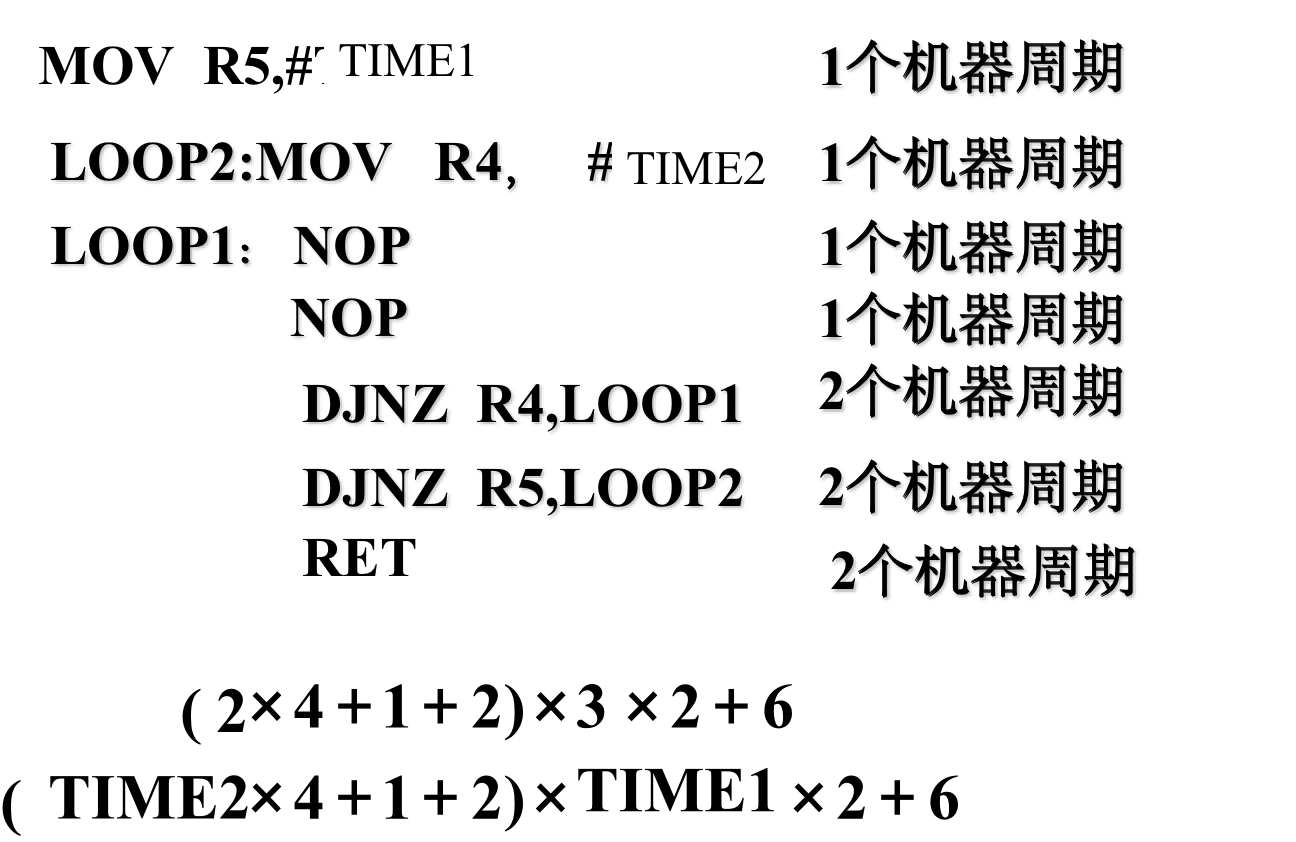 MOV R5,# TIME1 1个机器周期
LOOP2:MOV R4, # TIME2 1个机器周期
LOOP1： NOP 1个机器周期
NOP 1个机器周期
DJNZ R4,LOOP1 2个机器周期
DJNZ R5,LOOP2 2个机器周期
RET 2个机器周期
( 2×4+1+2)×3 ×2+6
( TIME2×4+1+2)×TIME1 ×2+6